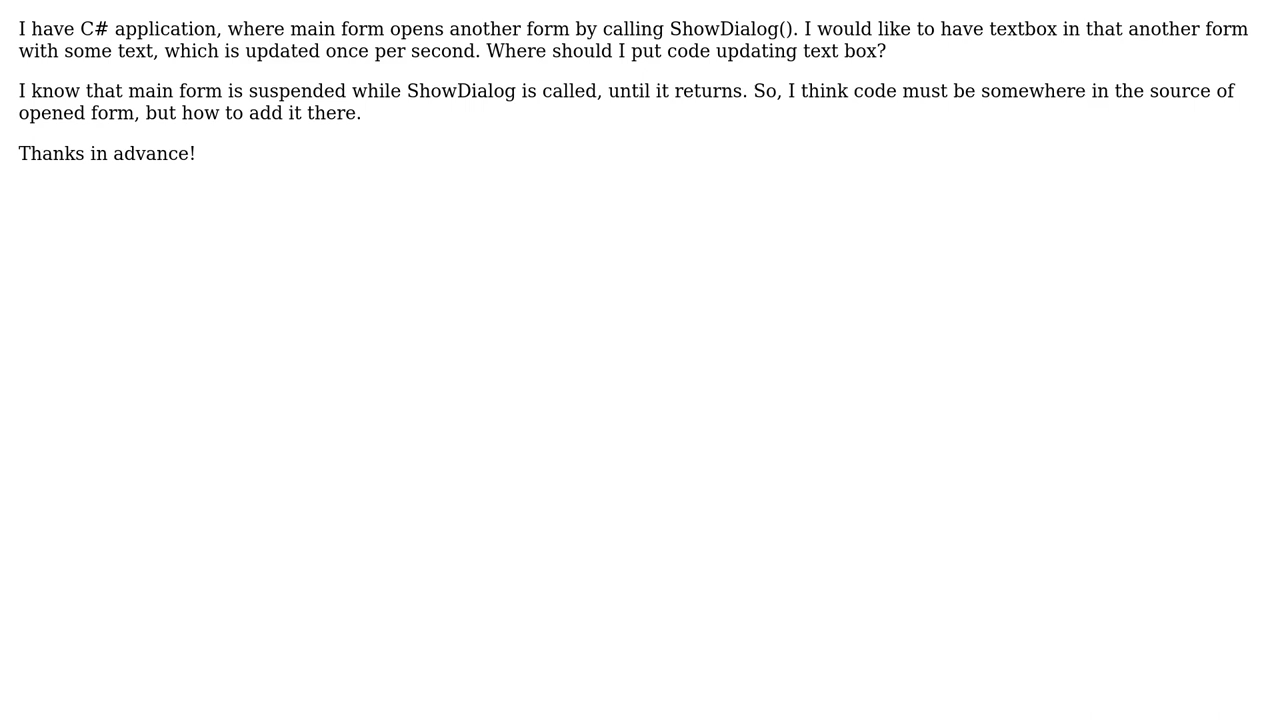 I have C# application, where main form opens another form by calling ShowDialog(). I would like to have textbox in that another form
with some text, which is updated once per second. Where should I put code updating text box?
I know that main form is suspended while ShowDialog is called, until it returns. So, I think code must be somewhere in the source of
opened form, but how to add it there.
Thanks in advance!